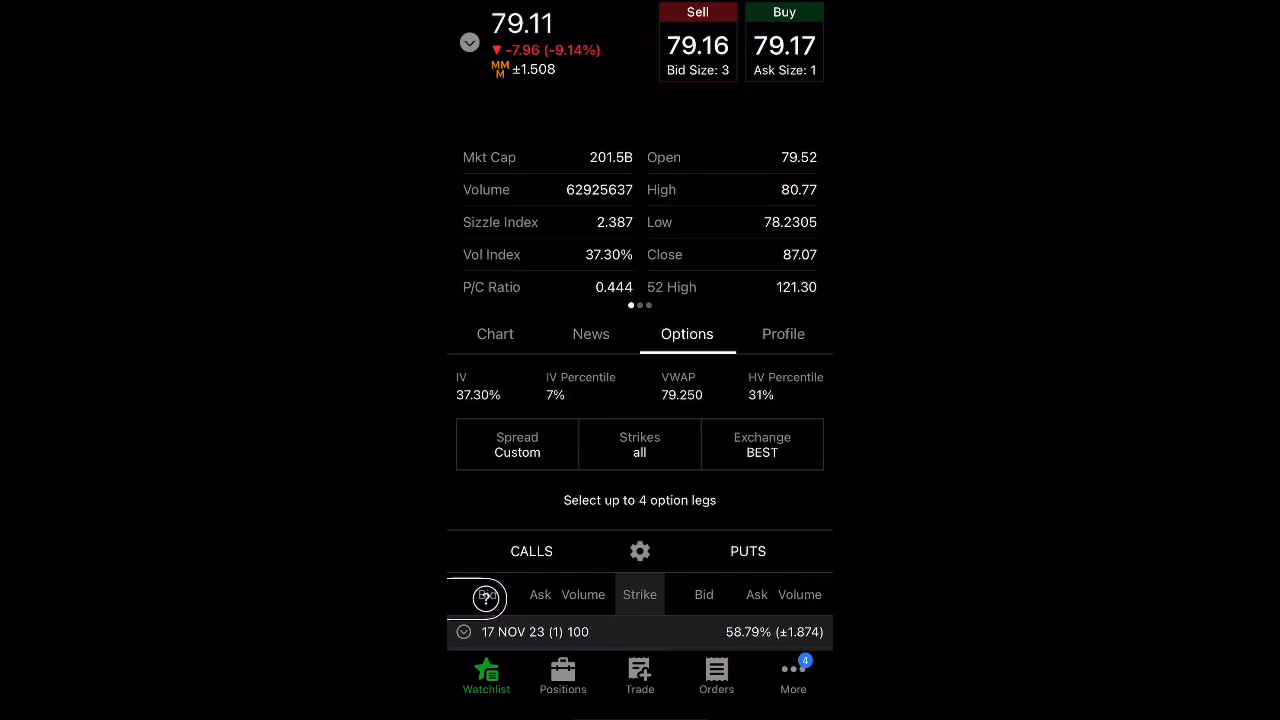 79.11
▼ -7.96 (-9.14%)
MM
M ±1.508
Sell
79.16
Bid Size: 3
Buy
79.17
Ask Size: 1
Mkt Cap 201.5B Open 79.52
Volume 62925637 High 80.77
Sizzle Index 2.387 Low 78.2305
Vol Index 37.30% Close 87.07
P/C Ratio 0.444 52 High 121.30
Chart News Options Profile
IV IV Percentile VWAP HV Percentile
37.30% 7% 79.250 31%
Spread Strikes Exchange
Custom all BEST
Select up to 4 option legs
CALLS PUTS
Bid Ask Volume Strike Bid Ask Volume
?
17 NOV 23 (1) 100 58.79% (±1.874)
4
Watchlist Positions Trade Orders More